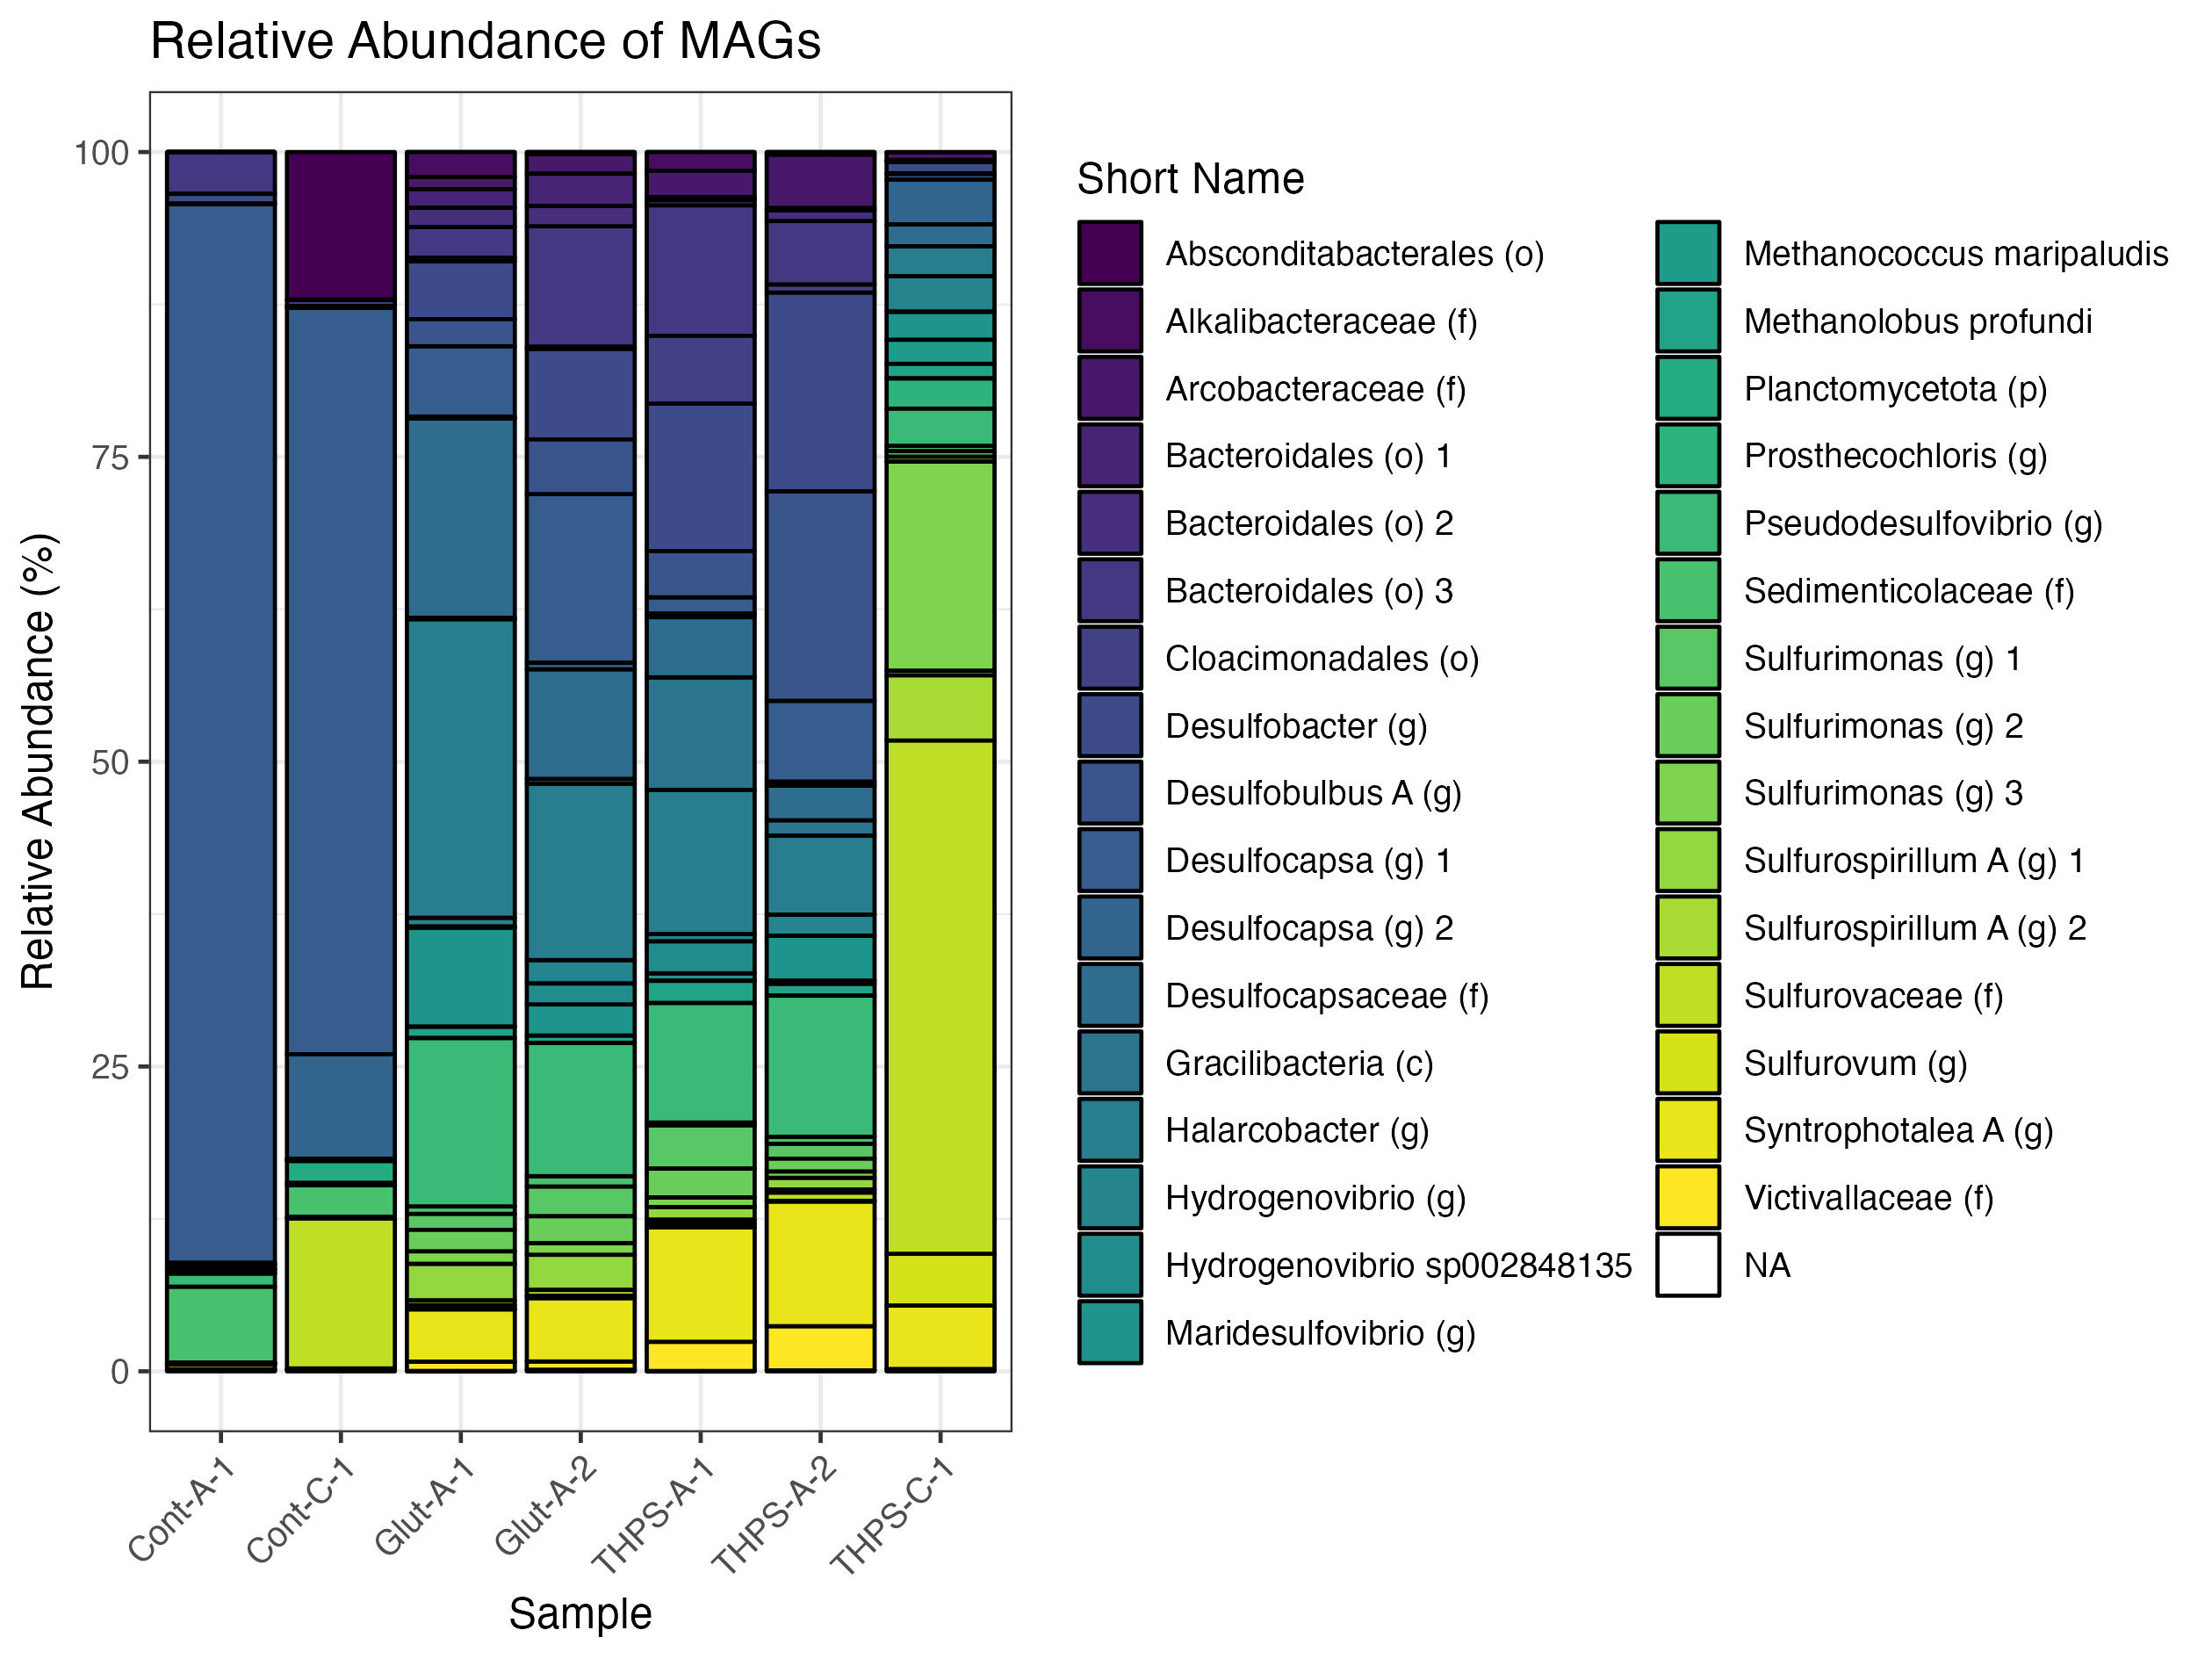 Relative Abundance of MAGs
Relative Abundance (%)
100
75
50
25
0
Cont-A-1
Cont-C-1
Glut-A-1
Glut-A-2
THPS-A-1
THPS-A-2
THPS-C-1
Sample
Short Name
Absconditabacterales (o)
Alkalibacteraceae (f)
Arcobacteraceae (f)
Bacteroidales (o) 1
Bacteroidales (o) 2
Bacteroidales (o) 3
Cloacimonadales (o)
Desulfobacter (g)
Desulfobulbus A (g)
Desulfocapsa (g) 1
Desulfocapsa (g) 2
Desulfocapsaceae (f)
Gracilibacteria (c)
Halarcobacter (g)
Hydrogenovibrio (g)
Hydrogenovibrio sp002848135
Maridesulfovibrio (g)
Methanococcus maripaludis
Methanolobus profundi
Planctomycetota (p)
Prosthecochloris (g)
Pseudodesulfovibrio (g)
Sedimenticolaceae (f)
Sulfurimonas (g) 1
Sulfurimonas (g) 2
Sulfurimonas (g) 3
Sulfurospirillum A (g) 1
Sulfurospirillum A (g) 2
Sulfurovaceae (f)
Sulfurovum (g)
Syntrophotalea A (g)
Victivallaceae (f)
NA